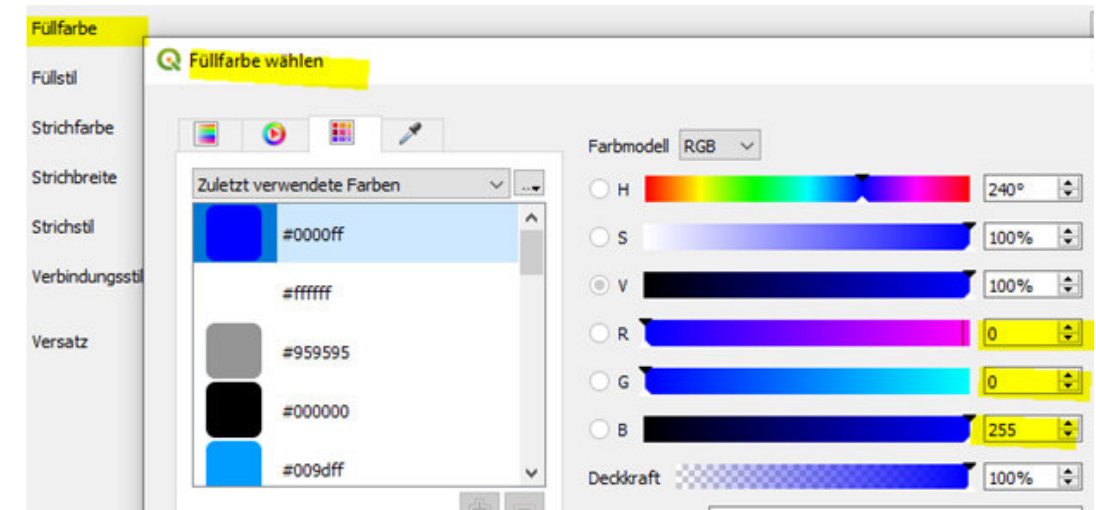 Füllfarbe
Füllfarbe wählen
Füllstil
Strichfarbe
Strichbreite
Strichstil
Verbindungsstil
Versatz
Zuletzt verwendete Farben
...
#0000ff
#ffffff
#959595
#000000
#009dff
Farbmodell RGB
H 240°
S 100%
V 100%
R 0
G 0
B 255
Deckkraft 100%